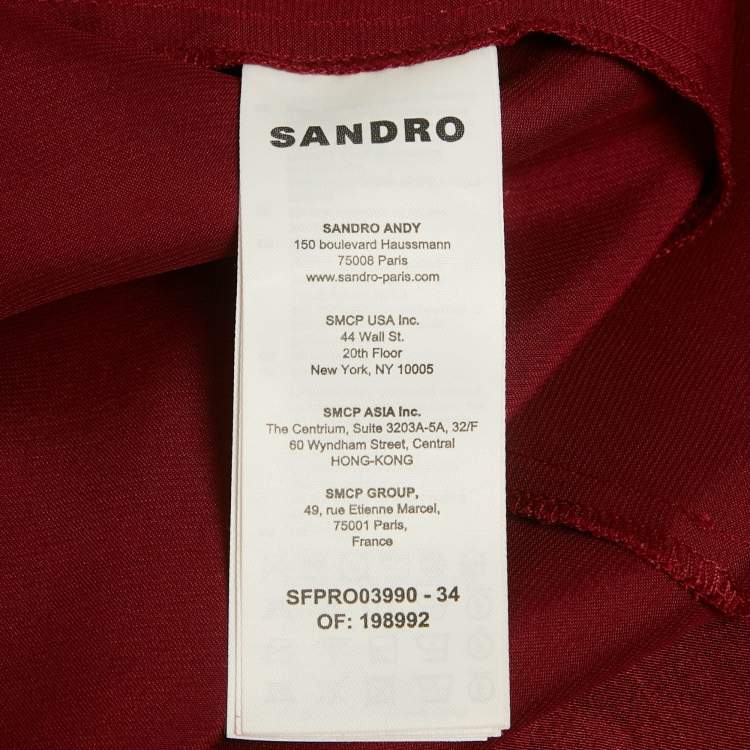 SANDRO
SANDRO ANDY
150 boulevard Haussmann
75008 Paris
www.sandro-paris.com
SMCP USA Inc.
44 Wall St.
20th Floor
New York, NY 10005
SMCP ASIA Inc.
The Centrium, Suite 3203A-5A, 32/F
60 Wyndham Street, Central
HONG-KONG
SMCP GROUP,
49, rue Etienne Marcel,
75001 Paris,
France
SFPRO03990 - 34
OF: 198992